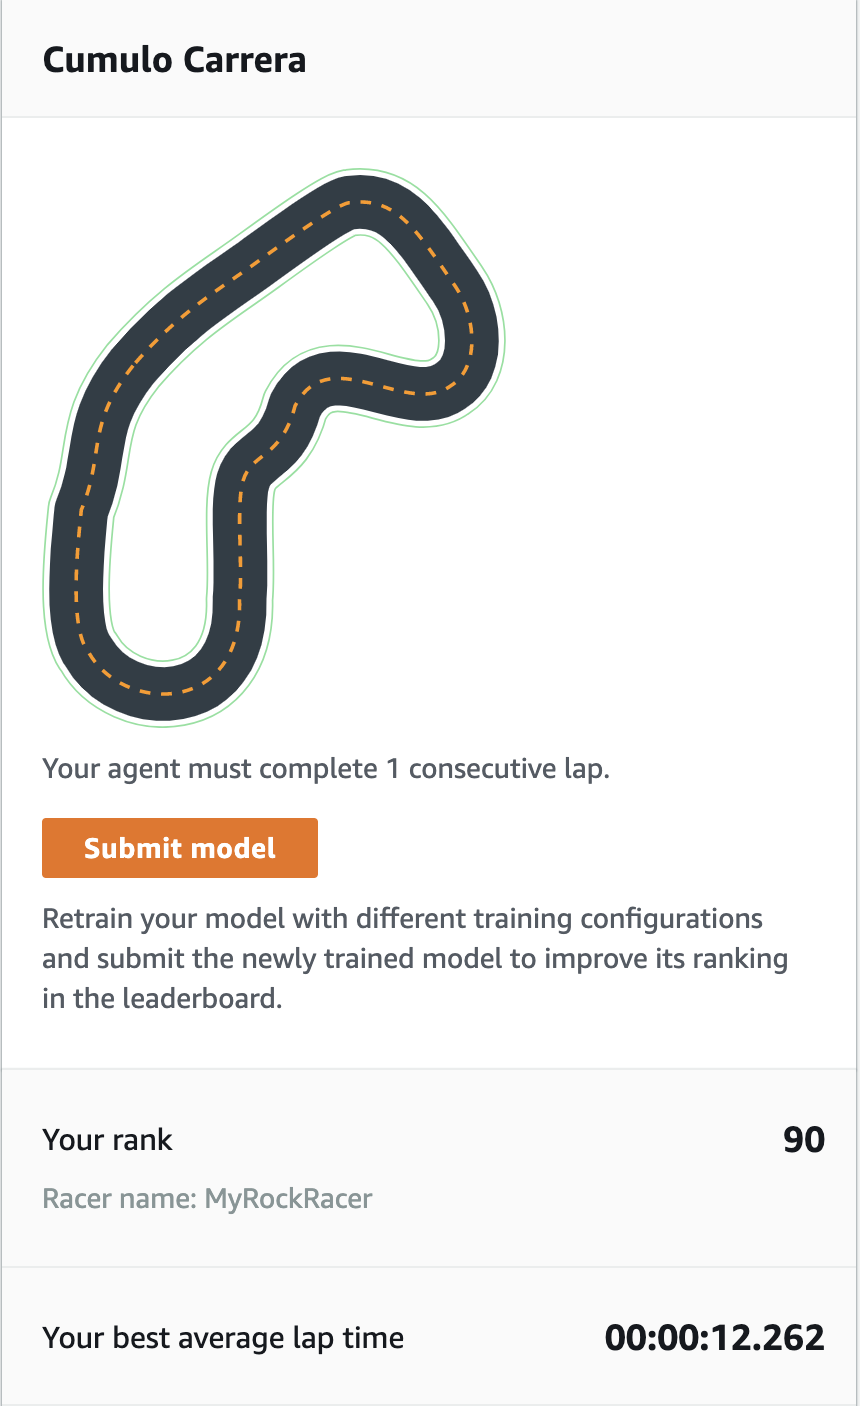 Cumulo Carrera
Your agent must complete 1 consecutive lap.
Submit model
Retrain your model with different training configurations
and submit the newly trained model to improve its ranking
in the leaderboard.
Your rank 90
Racer name: MyRockRacer
Your best average lap time 00:00:12.262